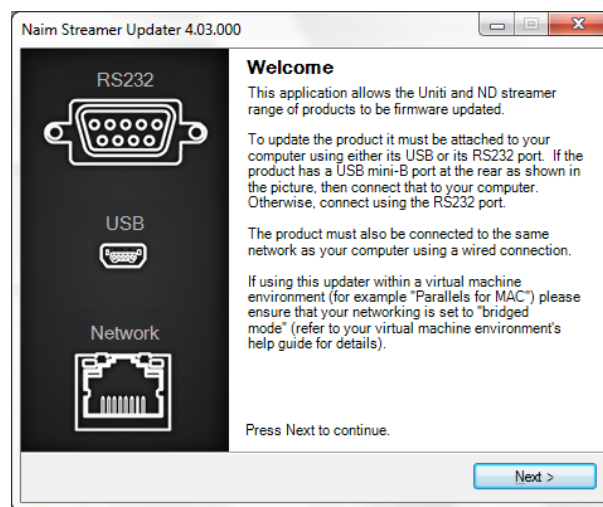 Naim Streamer Updater 4.03.000
RS232
USB
Network
Welcome
This application allows the Uniti and ND streamer
range of products to be firmware updated.
To update the product it must be attached to your
computer using either its USB or its RS232 port.  If the
product has a USB mini-B port at the rear as shown in
the picture, then connect that to your computer.
Otherwise, connect using the RS232 port.
The product must also be connected to the same
network as your computer using a wired connection.
If using this updater within a virtual machine
environment (for example "Parallels for MAC") please
ensure that your networking is set to "bridged
mode" (refer to your virtual machine environment's
help guide for details).
Press Next to continue.
Next >